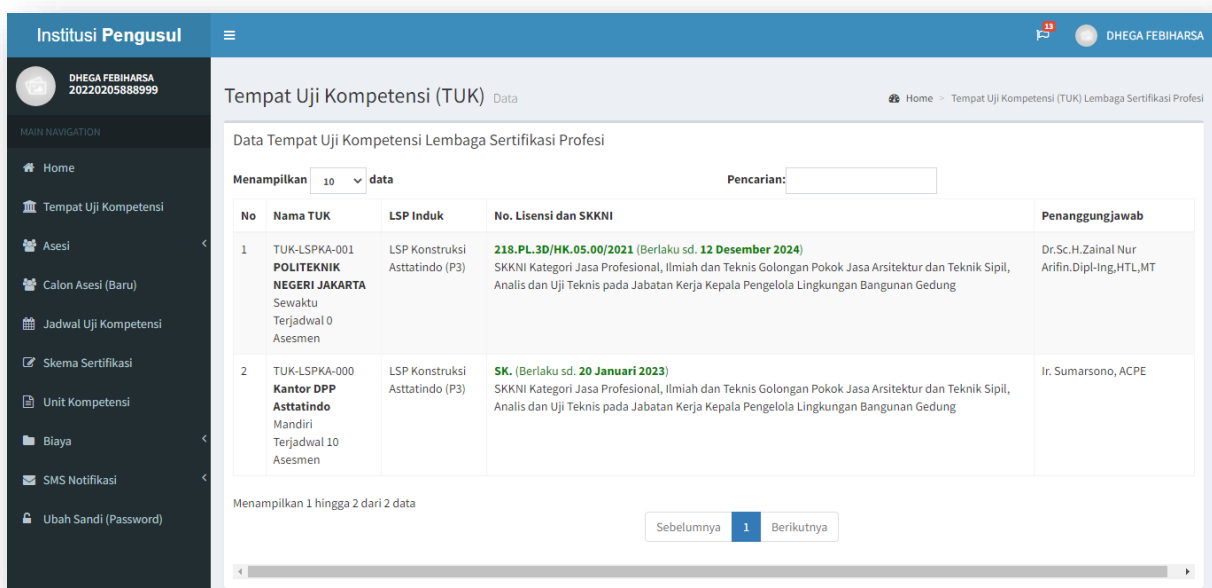 Institusi Pengusul
13
DHEGA FEBIHARSA
DHEGA FEBIHARSA
20220205888999
MAIN NAVIGATION
Home
Tempat Uji Kompetensi
Asesi
Calon Asesi (Baru)
Jadwal Uji Kompetensi
Skema Sertifikasi
Unit Kompetensi
Biaya
SMS Notifikasi
Ubah Sandi (Password)
Tempat Uji Kompetensi (TUK) Data
Home > Tempat Uji Kompetensi (TUK) Lembaga Sertifikasi Profesi
Data Tempat Uji Kompetensi Lembaga Sertifikasi Profesi
Menampilkan 10 data
Pencarian:
No Nama TUK LSP Induk No. Lisensi dan SKKNI Penanggungjawab
1
TUK-LSPKA-001
POLITEKNIK
NEGERI JAKARTA
Sewaktu
Terjadwal 0
Asesmen
LSP Konstruksi
Asttatindo (P3)
218.PL.3D/HK.05.00/2021 (Berlaku sd. 12 Desember 2024)
SKKNI Kategori Jasa Profesional, Ilmiah dan Teknis Golongan Pokok Jasa Arsitektur dan Teknik Sipil,
Analis dan Uji Teknis pada Jabatan Kerja Kepala Pengelola Lingkungan Bangunan Gedung
Dr.Sc.H.Zainal Nur
Arifin.Dipl-Ing,HTL,MT
2
TUK-LSPKA-000
Kantor DPP
Asttatindo
Mandiri
Terjadwal 10
Asesmen
LSP Konstruksi
Asttatindo (P3)
SK. (Berlaku sd. 20 Januari 2023)
SKKNI Kategori Jasa Profesional, Ilmiah dan Teknis Golongan Pokok Jasa Arsitektur dan Teknik Sipil,
Analis dan Uji Teknis pada Jabatan Kerja Kepala Pengelola Lingkungan Bangunan Gedung
Ir. Sumarsono, ACPE
Menampilkan 1 hingga 2 dari 2 data
Sebelumnya 1 Berikutnya